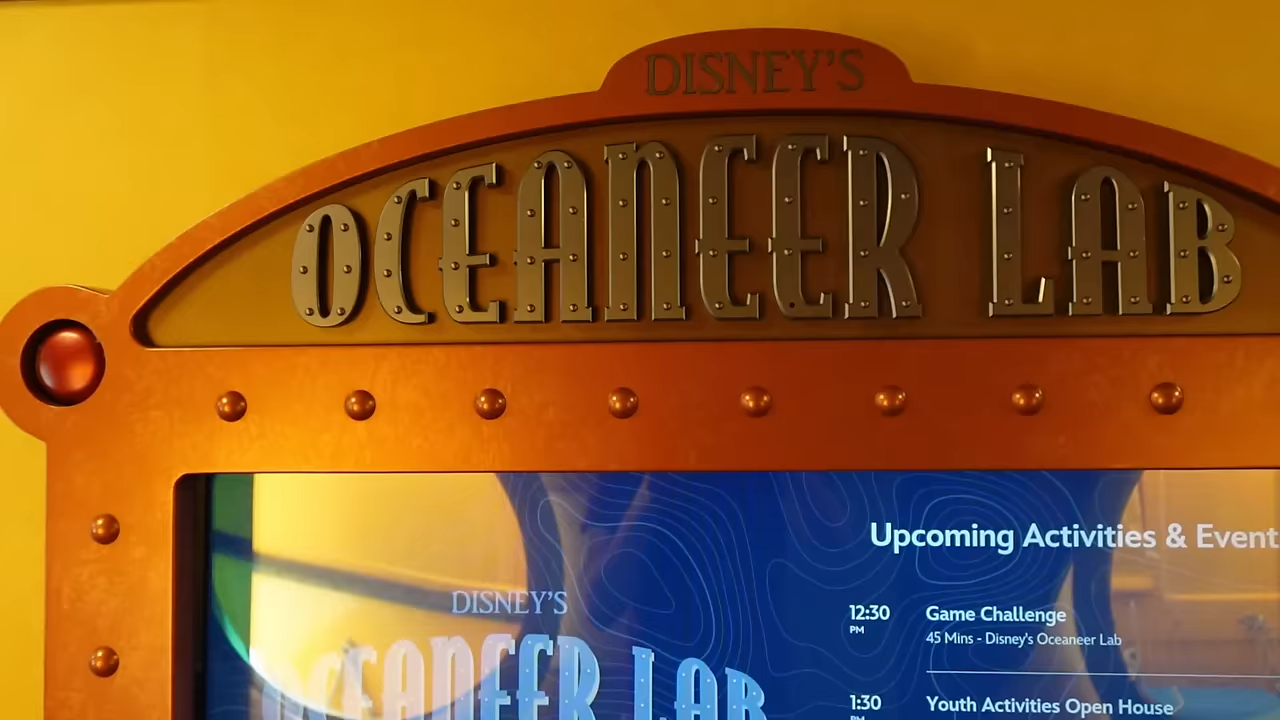 DISNEY'S
OCEANEER LAB
Upcoming Activities & Event
DISNEY'S
OCEANEER LAB
12:30 PM
Game Challenge
45 Mins - Disney's Oceaneer Lab
1:30 PM
Youth Activities Open House